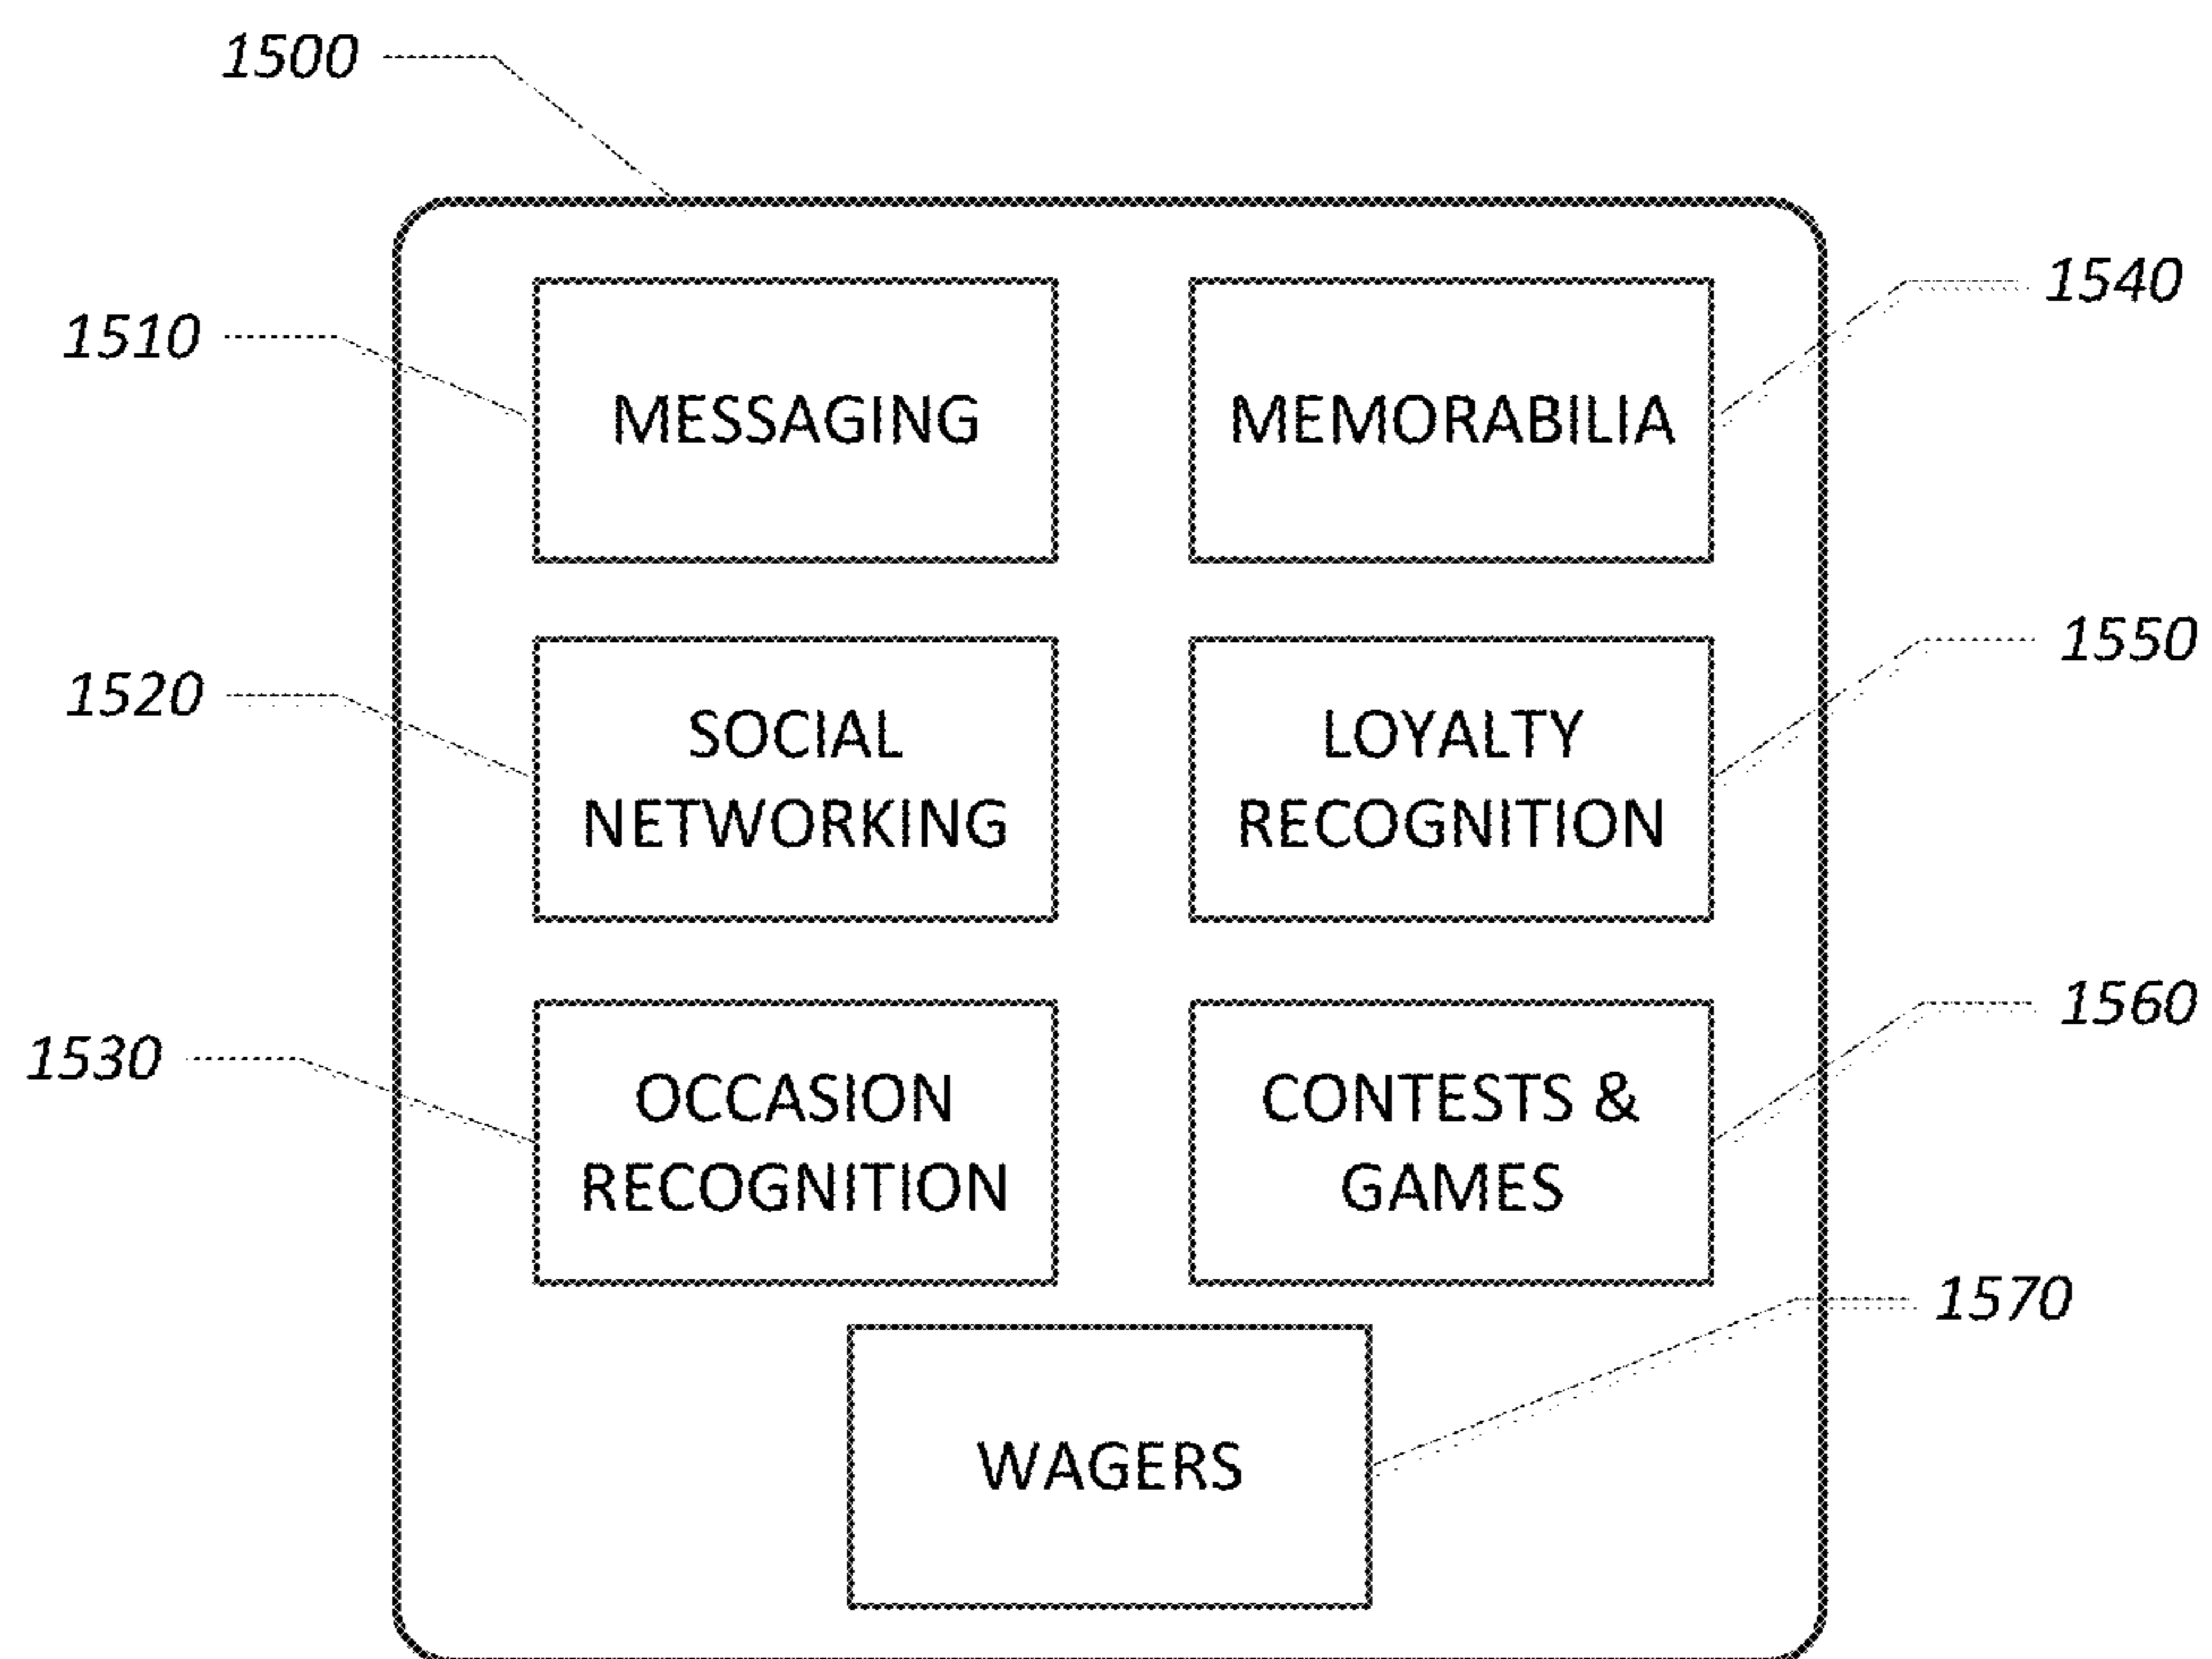 1500
1510
MESSAGING
MEMORABILIA
1540
1520
SOCIAL
NETWORKING
LOYALTY
RECOGNITION
1550
1530
OCCASION
RECOGNITION
CONTESTS &
GAMES
1560
WAGERS
1570